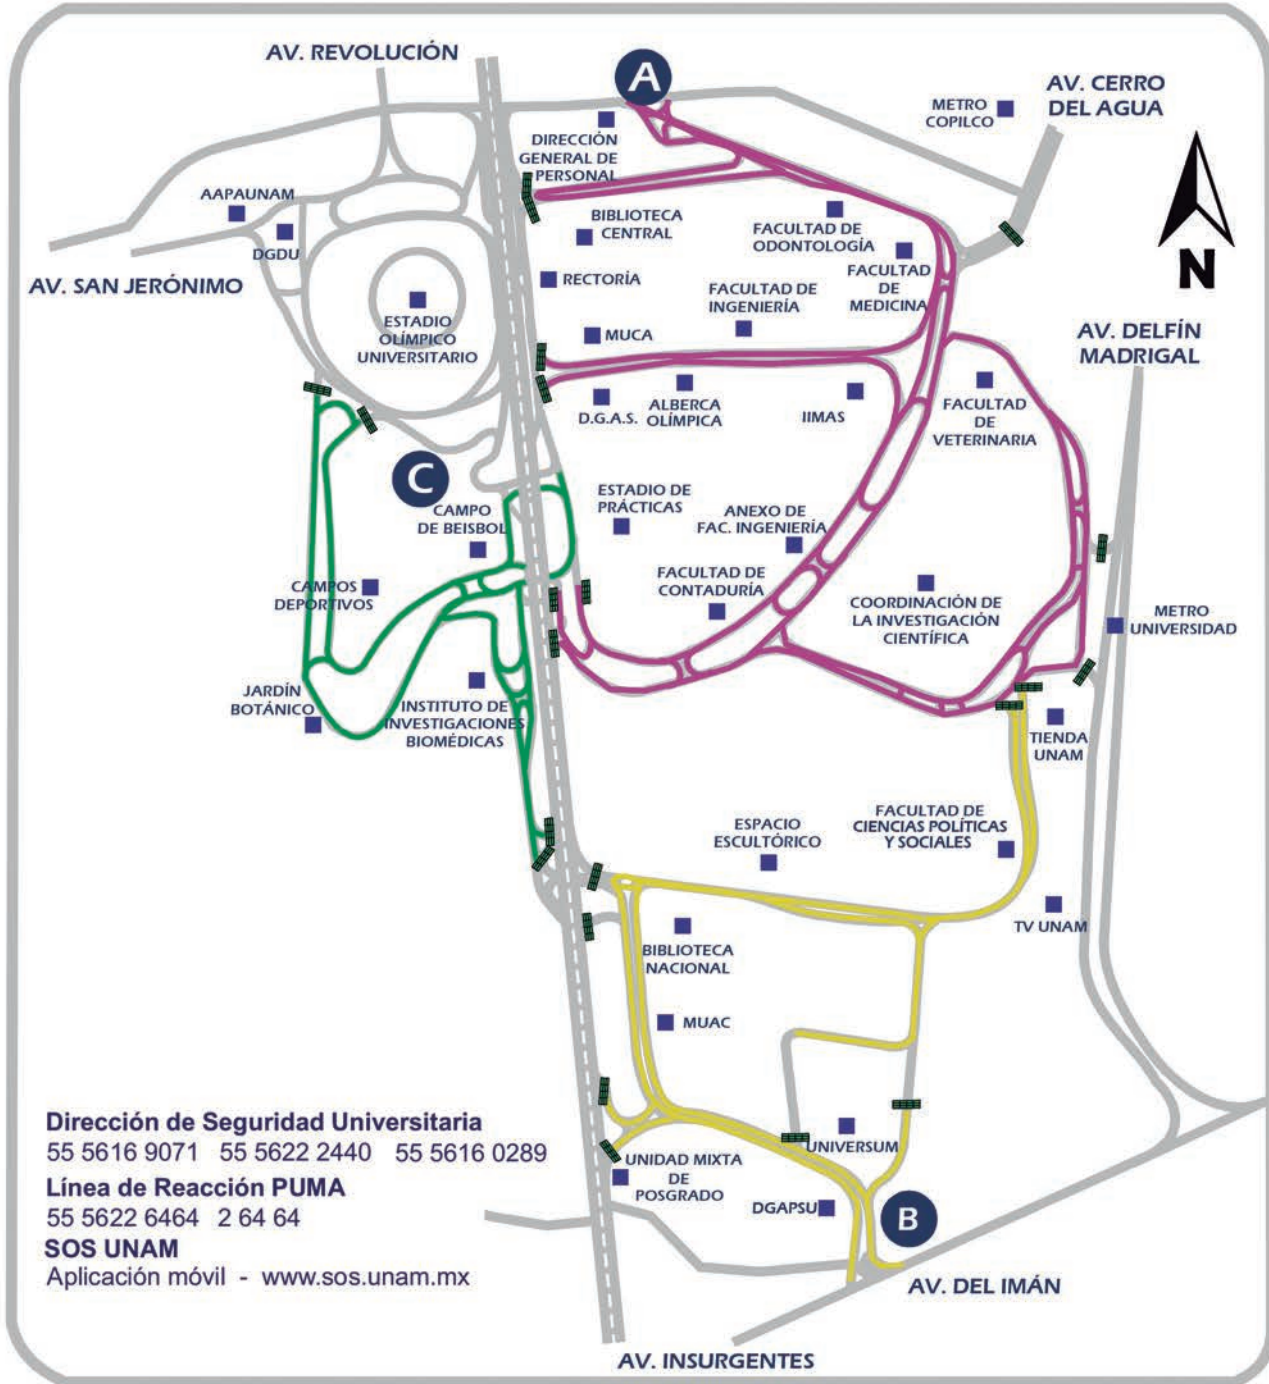 AV. REVOLUCIÓN
A
AV. CERRO
DEL AGUA
METRO
COPILCO
DIRECCIÓN
GENERAL DE
PERSONAL
AAPAUNAM
DGDU
BIBLIOTECA
CENTRAL
FACULTAD DE
ODONTOLOGÍA
N
AV. SAN JERÓNIMO
RECTORÍA
FACULTAD DE
INGENIERÍA
FACULTAD
DE
MEDICINA
ESTADIO
OLÍMPICO
UNIVERSITARIO
MUCA
AV. DELFÍN
MADRIGAL
D.G.A.S.
ALBERCA
OLÍMPICA
IIMAS
FACULTAD
DE
VETERINARIA
C
CAMPO
DE BEISBOL
ESTADIO DE
PRÁCTICAS
ANEXO DE
FAC. INGENIERÍA
CAMPOS
DEPORTIVOS
FACULTAD DE
CONTADURÍA
COORDINACIÓN DE
LA INVESTIGACIÓN
CIENTÍFICA
METRO
UNIVERSIDAD
JARDÍN
BOTÁNICO
INSTITUTO DE
INVESTIGACIONES
BIOMÉDICAS
TIENDA
UNAM
ESPACIO
ESCULTÓRICO
FACULTAD DE
CIENCIAS POLÍTICAS
Y SOCIALES
TV UNAM
BIBLIOTECA
NACIONAL
MUAC
UNIVERSUM
UNIDAD MIXTA
DE
POSGRADO
DGAPSU
B
AV. DEL IMÁN
AV. INSURGENTES
Dirección de Seguridad Universitaria
55 5616 9071 55 5622 2440 55 5616 0289
Línea de Reacción PUMA
55 5622 6464 2 64 64
SOS UNAM
Aplicación móvil - www.sos.unam.mx